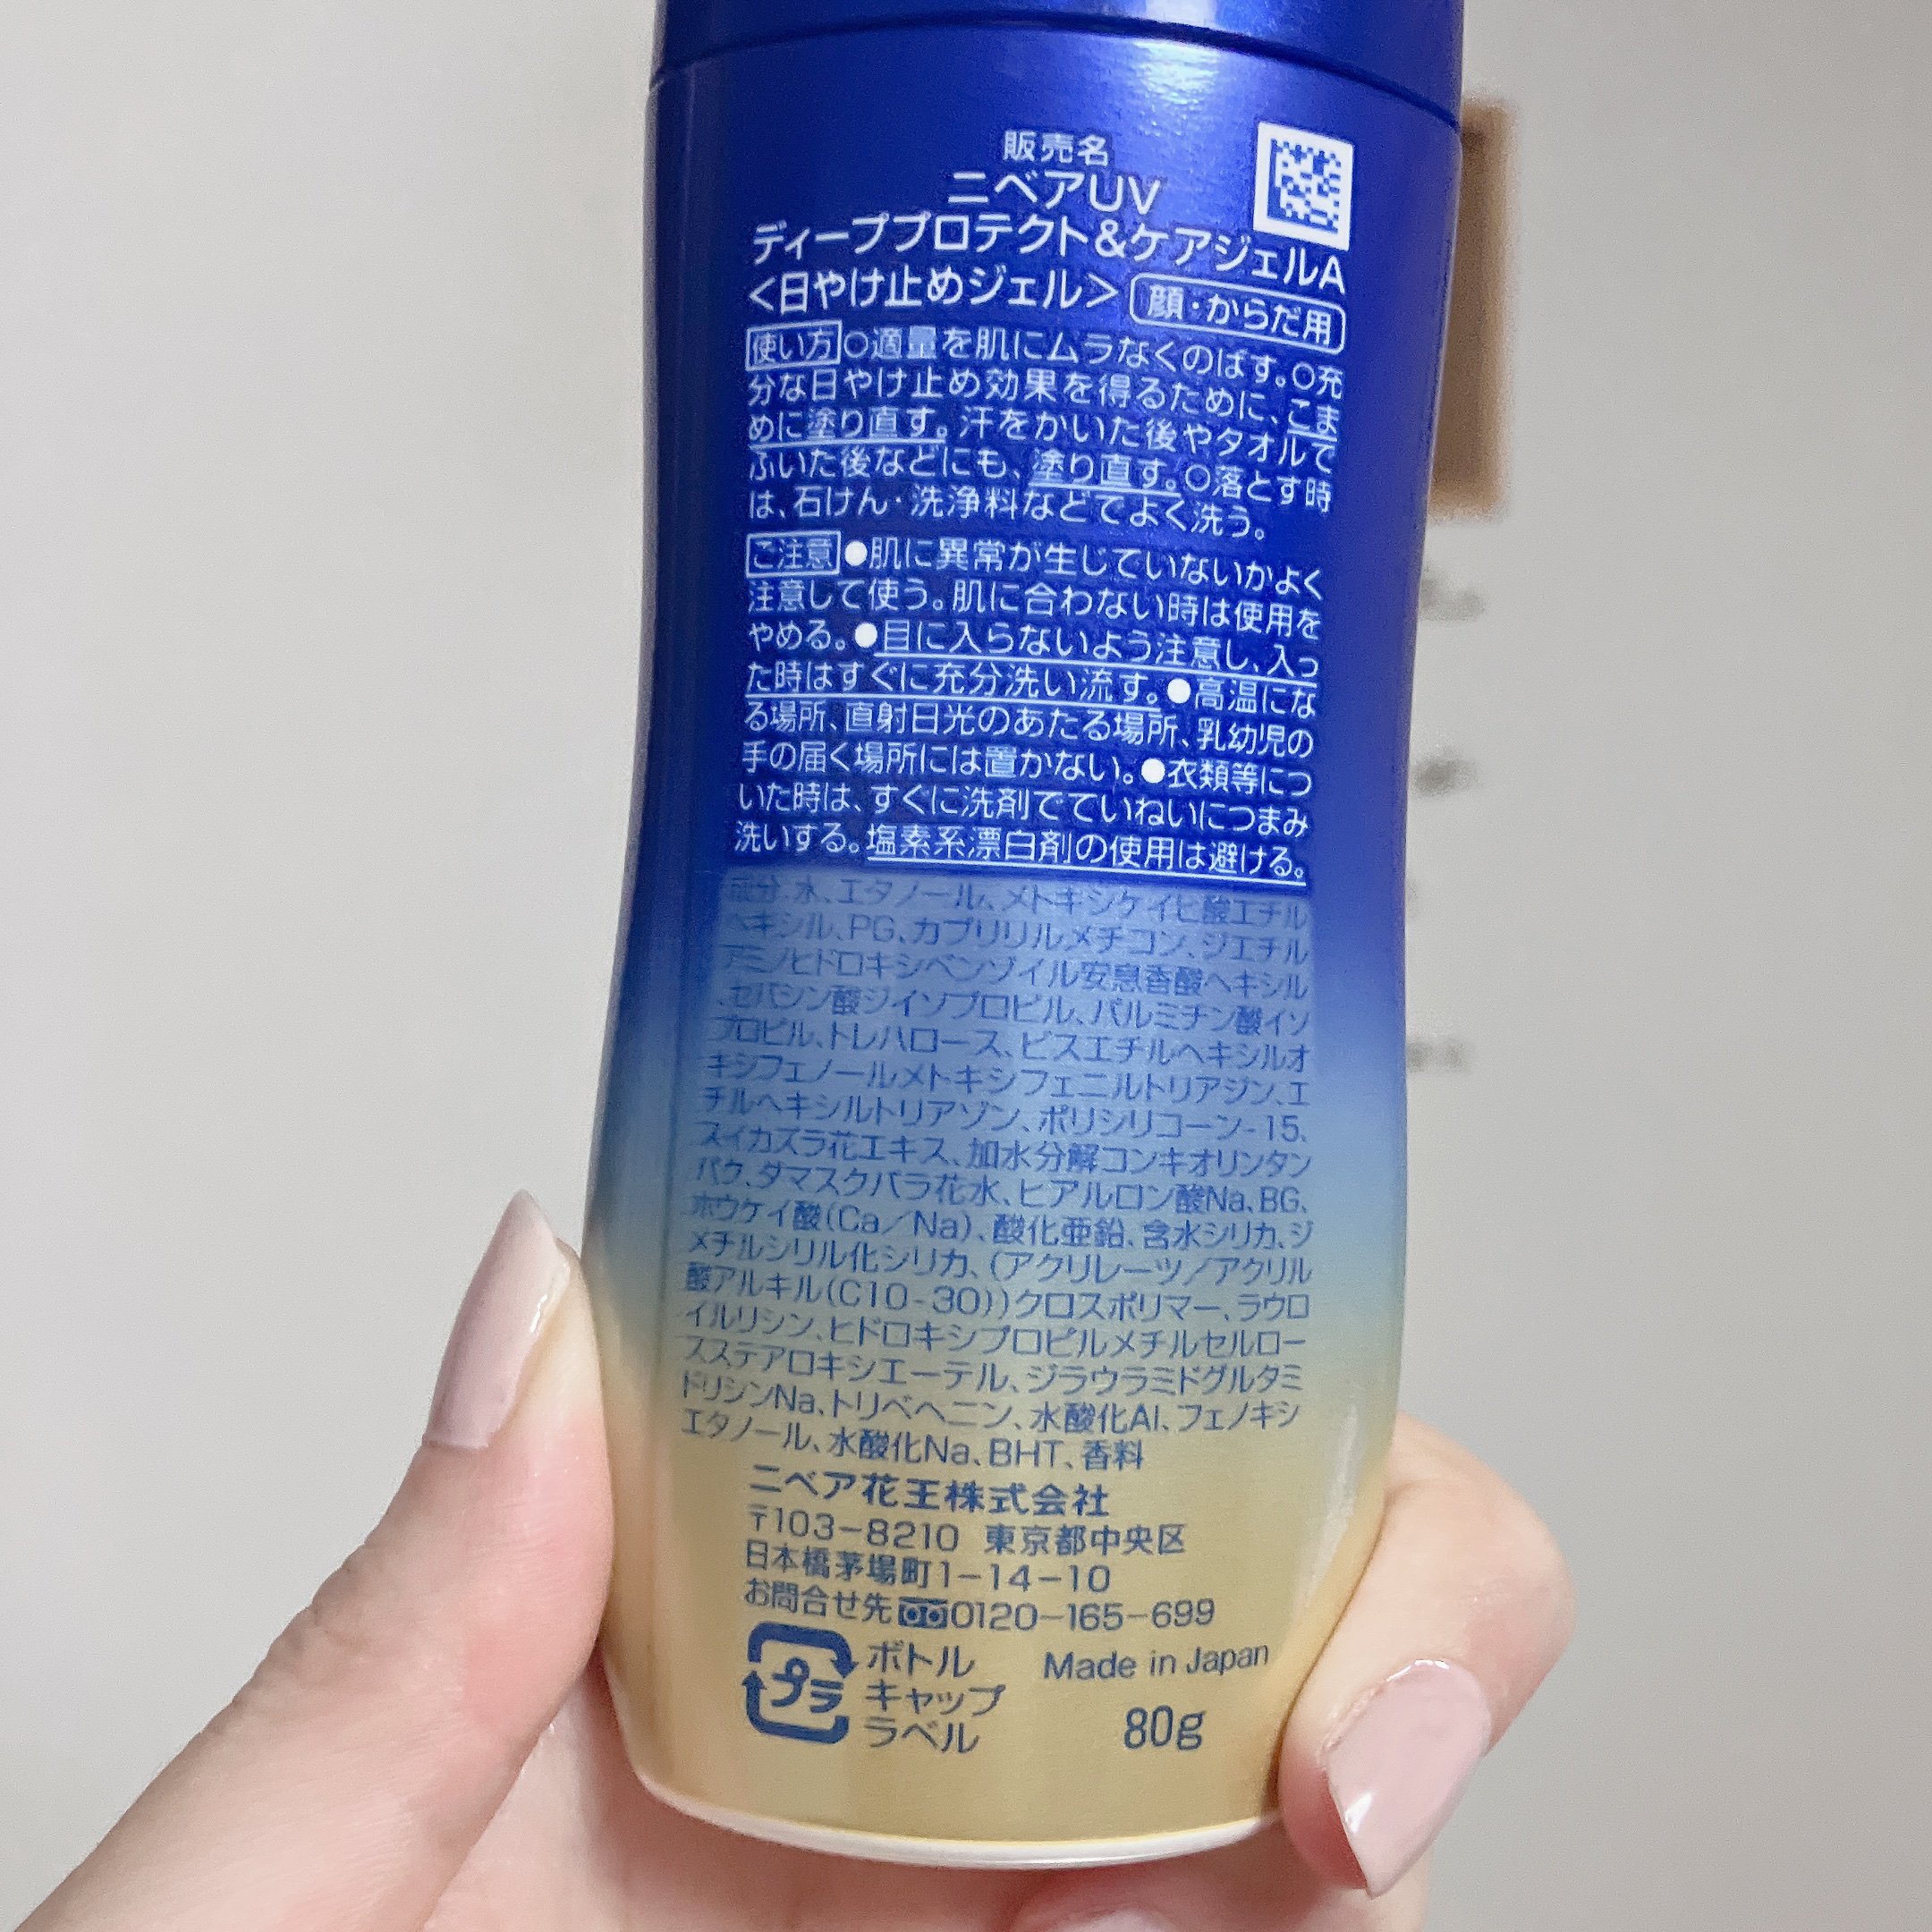 販売名
ニベアUV
ディーププロテクト&ケアジェルA
<日やけ止めジェル> 顔・からだ用
使い方 ○適量を肌にムラなくのばす。○充
分な日やけ止め効果を得るために、こま
めに塗り直す。汗をかいた後やタオルで
ふいた後などにも、塗り直す。○落とす時
は、石けん・洗浄料などでよく洗う。
ご注意 ●肌に異常が生じていないかよく
注意して使う。肌に合わない時は使用を
やめる。●目に入らないよう注意し、入っ
た時はすぐに充分洗い流す。●高温にな
る場所、直射日光のあたる場所、乳幼児の
手の届く場所には置かない。●衣類等につ
いた時は、すぐに洗剤でていねいにつまみ
洗いする。塩素系漂白剤の使用は避ける。
成分:水、エタノール、メトキシケイヒ酸エチル
ヘキシル、PG、カプリリルメチコン、ジエチル
アミノヒドロキシベンゾイル安息香酸ヘキシル
、セバシン酸ジイソプロピル、パルミチン酸イソ
プロピル、トレハロース、ビスエチルヘキシルオ
キシフェノールメトキシフェニルトリアジン、エ
チルヘキシルトリアゾン、ポリシリコーン-15、
スイカズラ花エキス、加水分解コンキオリンタン
パク、ダマスクバラ花水、ヒアルロン酸Na、BG、
ホウケイ酸(Ca/Na)、酸化亜鉛、含水シリカ、ジ
メチルシリル化シリカ、(アクリレーツ/アクリル
酸アルキル(C10-30))クロスポリマー、ラウロ
イルリシン、ヒドロキシプロピルメチルセルロー
スステアロキシエーテル、ジラウラミドグルタミ
ドリシンNa、トリベヘニン、水酸化Al、フェノキシ
エタノール、水酸化Na、BHT、香料
ニベア花王株式会社
〒103-8210 東京都中央区
日本橋茅場町1-14-10
お問合せ先 0120-165-699
プラ ボトル
キャップ
ラベル
Made in Japan
80g